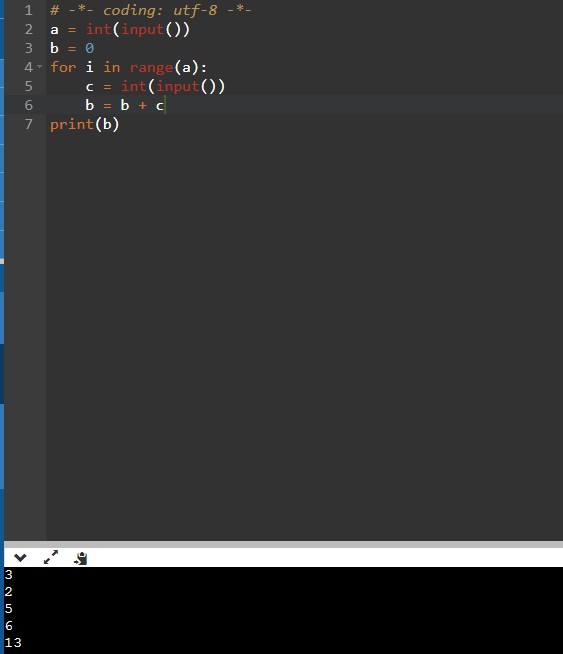 1 # -*- coding: utf-8 -*-
2 a = int(input())
3 b = 0
4 for i in range(a):
5     c = int(input())
6     b = b + c
7 print(b)
3
2
5
6
13